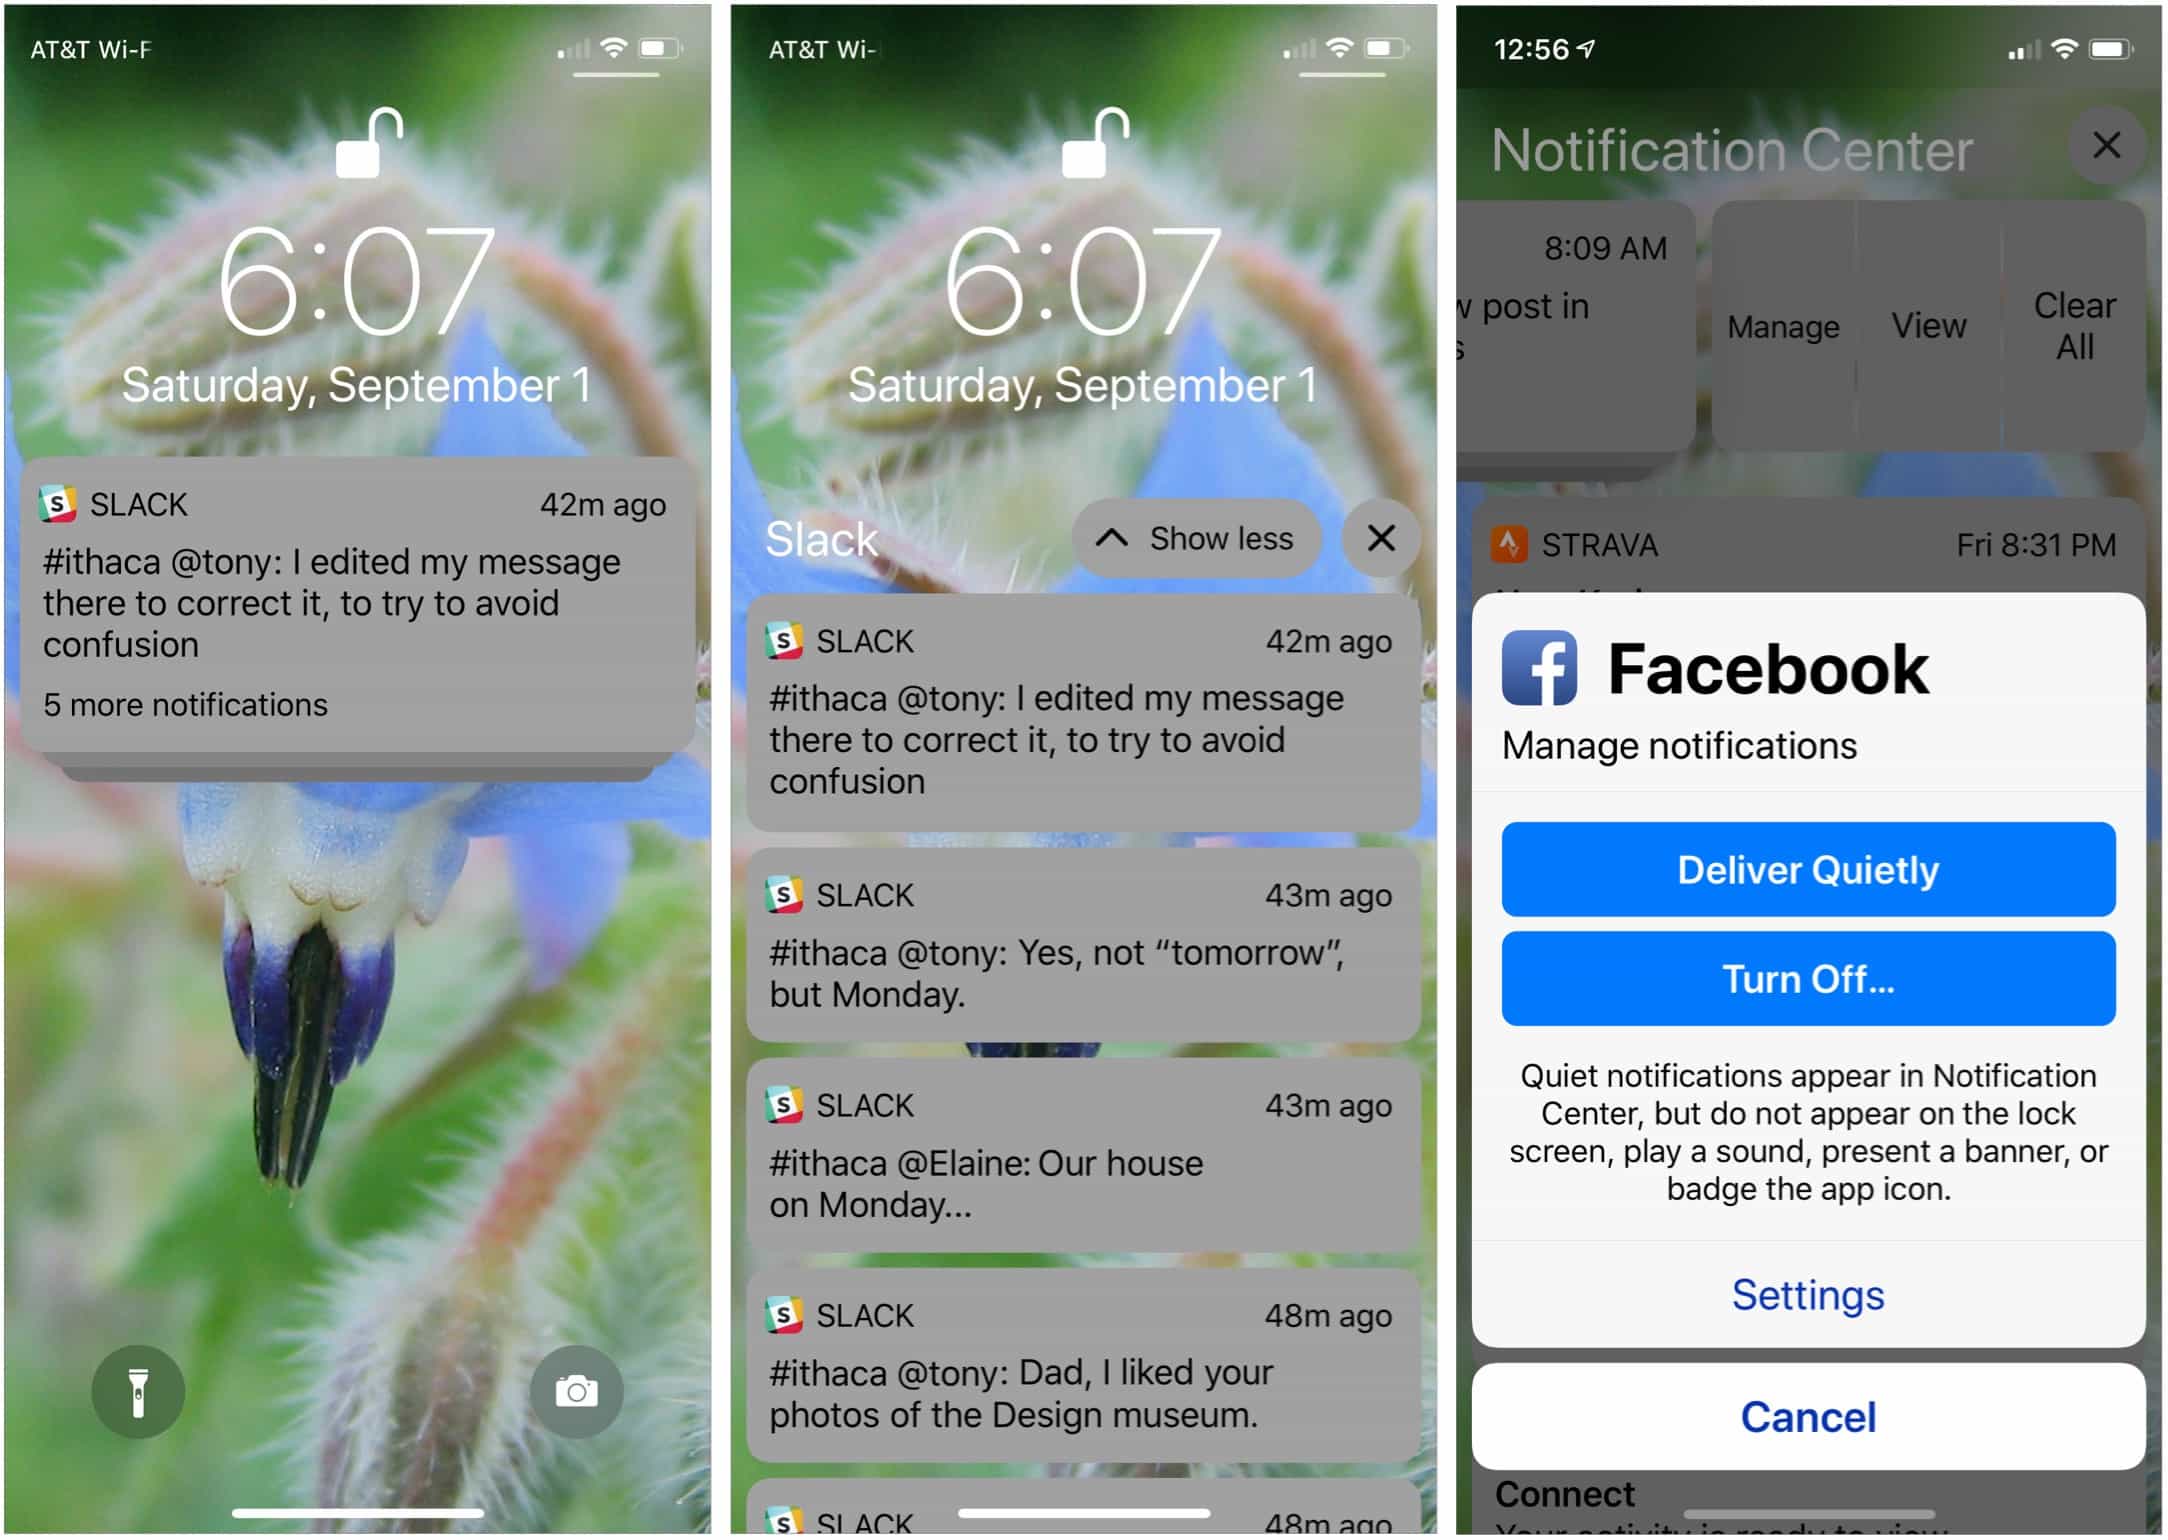 AT&T Wi-F
6:07
Saturday, September 1
SLACK
42m ago
#ithaca @tony: I edited my message
there to correct it, to try to avoid
confusion
5 more notifications
AT&T Wi-
6:07
Saturday, September 1
Slack
Show less
SLACK
42m ago
#ithaca @tony: I edited my message
there to correct it, to try to avoid
confusion
SLACK
43m ago
#ithaca @tony: Yes, not “tomorrow”,
but Monday.
SLACK
43m ago
#ithaca @Elaine: Our house
on Monday...
SLACK
48m ago
#ithaca @tony: Dad, I liked your
photos of the Design museum.
SLACK
48m ago
12:56
Notification Center
8:09 AM
w post in
s
Manage
View
Clear
All
STRAVA
Fri 8:31 PM
Facebook
Manage notifications
Deliver Quietly
Turn Off...
Quiet notifications appear in Notification
Center, but do not appear on the lock
screen, play a sound, present a banner, or
badge the app icon.
Settings
Cancel
Connect
Your activity is ready to view